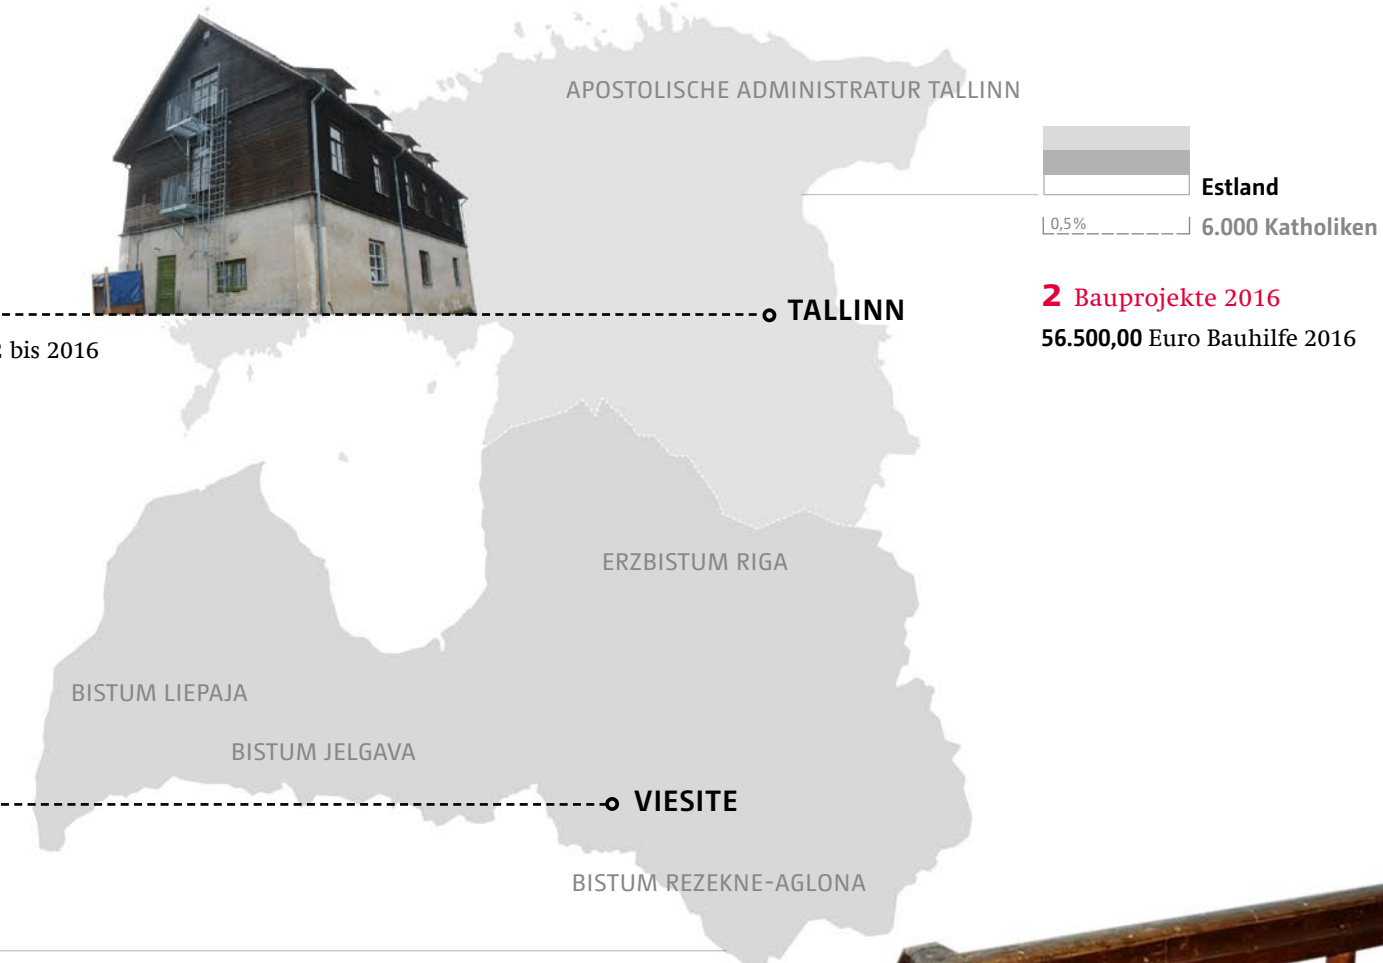 APOSTOLISCHE ADMINISTRATUR TALLINN
Estland
0,5%
6.000 Katholiken
2 Bauprojekte 2016
56.500,00 Euro Bauhilfe 2016
TALLINN
bis 2016
ERZBISTUM RIGA
BISTUM LIEPAJA
BISTUM JELGAVA
VIESITE
BISTUM REZEKNE-AGLONA